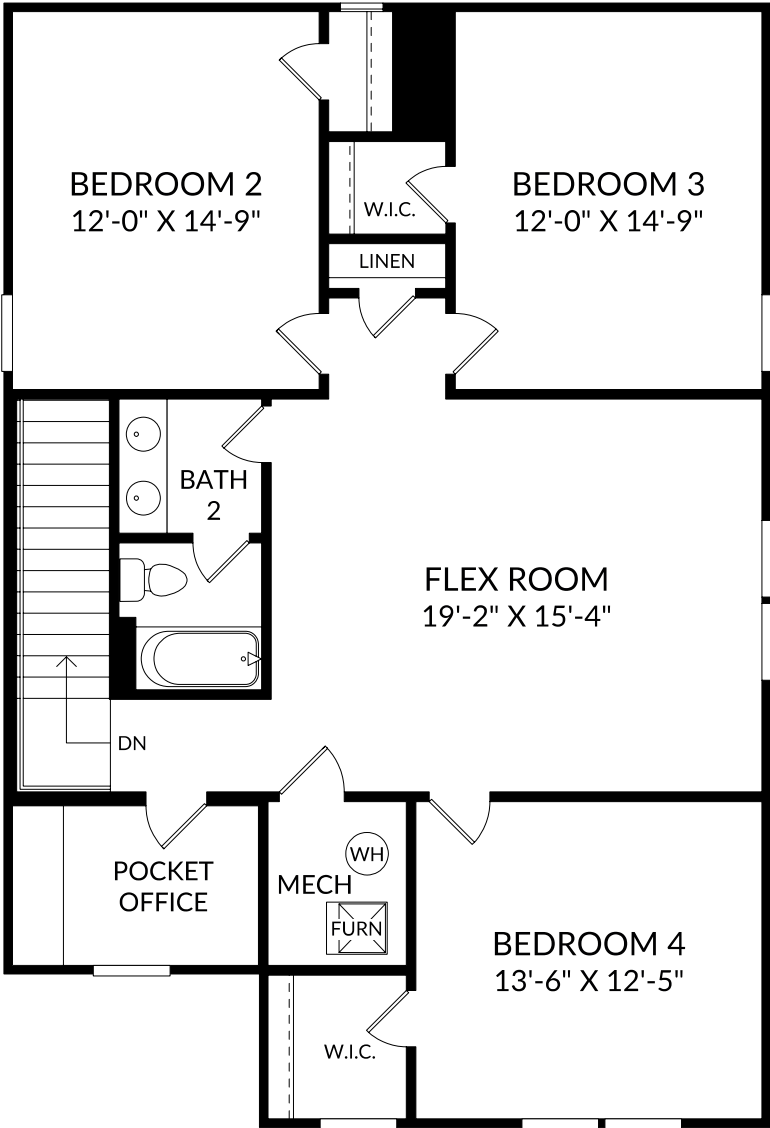 BEDROOM 2
12'-0" X 14'-9"
W.I.C.
BEDROOM 3
12'-0" X 14'-9"
LINEN
BATH
2
FLEX ROOM
19'-2" X 15'-4"
DN
POCKET
OFFICE
WH
MECH
FURN
BEDROOM 4
13'-6" X 12'-5"
W.I.C.